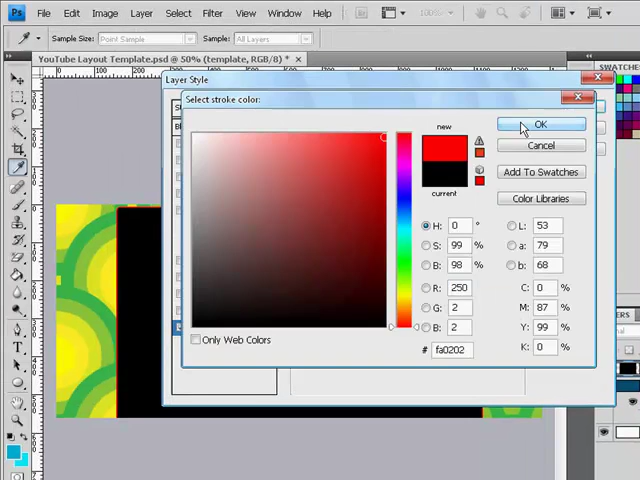 Ps File Edit Image Layer Select Filter View Window Help 100%
Sample Size: Point Sample Sample: All Layers
YouTube Layout Template.psd @ 50% (template, RGB/8) *
Layer Style
Select stroke color:
SWATCHES
new
OK
Cancel
current
Add To Swatches
Color Libraries
H: 0 °
L: 53
S: 99 %
a: 79
B: 98 %
b: 68
R: 250
C: 0 %
G: 2
M: 87 %
B: 2
Y: 99 %
Only Web Colors
# fa0202
K: 0 %